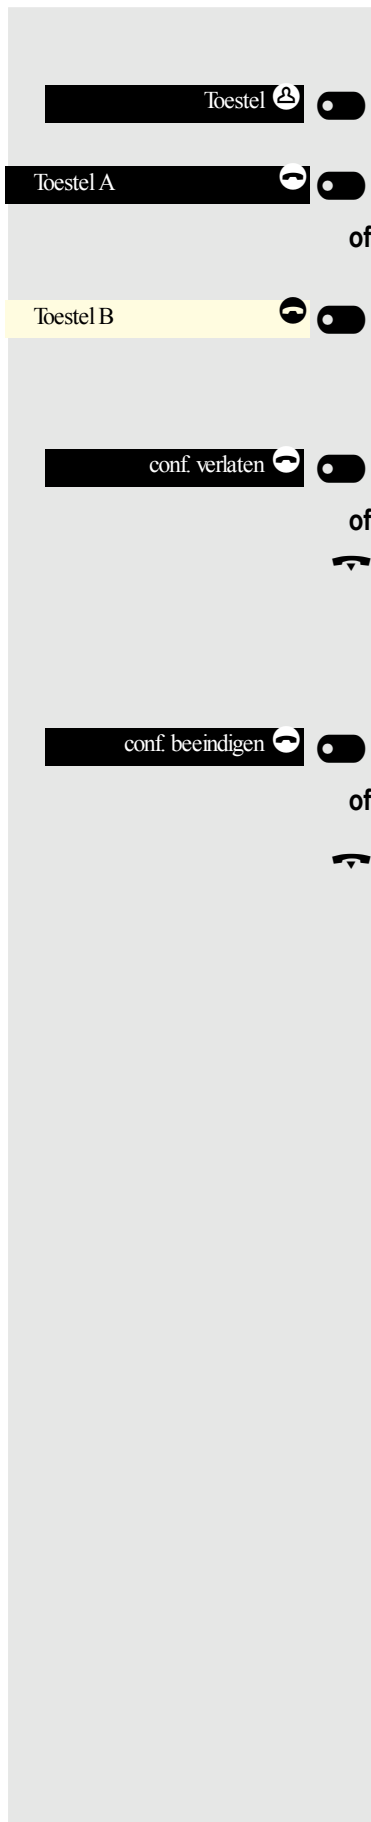 Toestel
Toestel A
of
Toestel B
conf. verlaten
of
conf. beeindigen
of